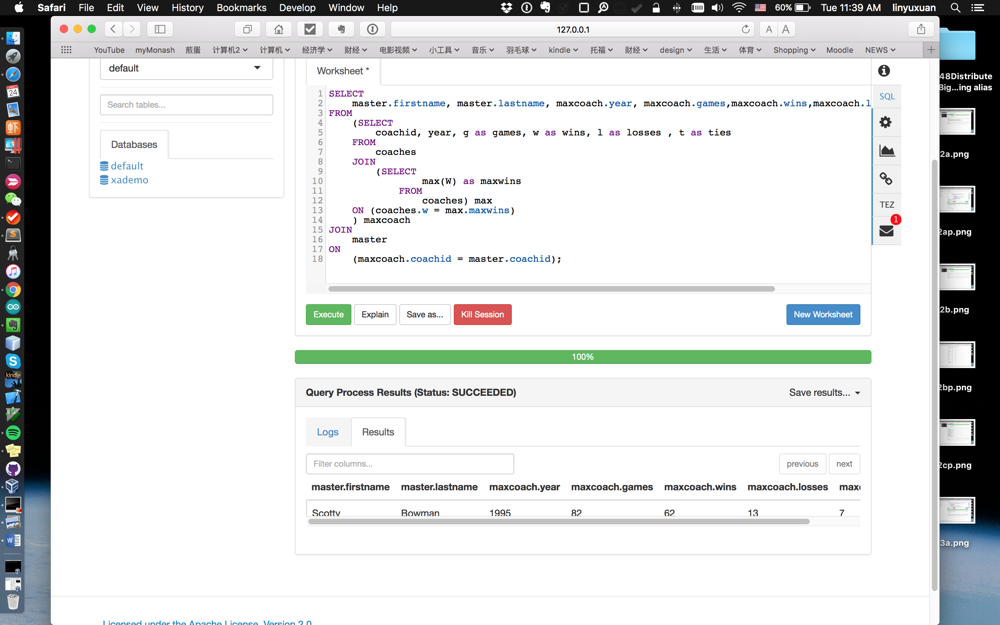 Safari File Edit View History Bookmarks Develop Window Help 60% Tue 11:39 AM linyuxuan
127.0.0.1 A A
YouTube myMonash 煎蛋 计算机2 计算机 经济学 财经 电影视频 小工具 音乐 羽毛球 kindle 托福 财经 design 生活 体育 Shopping Moodle NEWS
default
Search tables...
Databases
default
xademo
Worksheet *
1 SELECT
2 master.firstname, master.lastname, maxcoach.year, maxcoach.games,maxcoach.wins,maxcoach.l
3 FROM
4 (SELECT
5 coachid, year, g as games, w as wins, l as losses , t as ties
6 FROM
7 coaches
8 JOIN
9 (SELECT
10 max(W) as maxwins
11 FROM
12 coaches) max
13 ON (coaches.w = max.maxwins)
14 ) maxcoach
15 JOIN
16 master
17 ON
18 (maxcoach.coachid = master.coachid);
SQL
TEZ
1
Execute Explain Save as... Kill Session New Worksheet
100%
Query Process Results (Status: SUCCEEDED) Save results...
Logs Results
Filter columns... previous next
master.firstname master.lastname maxcoach.year maxcoach.games maxcoach.wins maxcoach.losses maxc
Scotty Bowman 1995 82 62 13 7
Licensed under the Apache License, Version 2.0
48Distribute
Big...ing alias
2a.png
2ap.png
2b.png
2bp.png
2cp.png
3a.png
MAY
24
虾
kindle